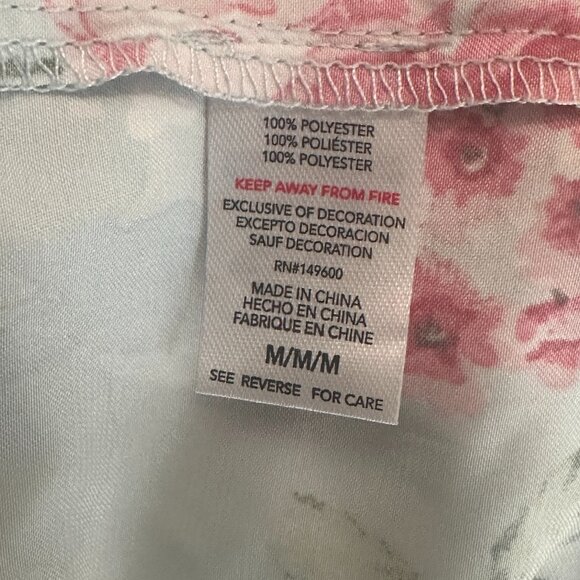 100% POLYESTER
100% POLIÉSTER
100% POLYESTER
KEEP AWAY FROM FIRE
EXCLUSIVE OF DECORATION
EXCEPTO DECORACION
SAUF DECORATION
RN#149600
MADE IN CHINA
HECHO EN CHINA
FABRIQUE EN CHINE
M/M/M
SEE REVERSE FOR CARE